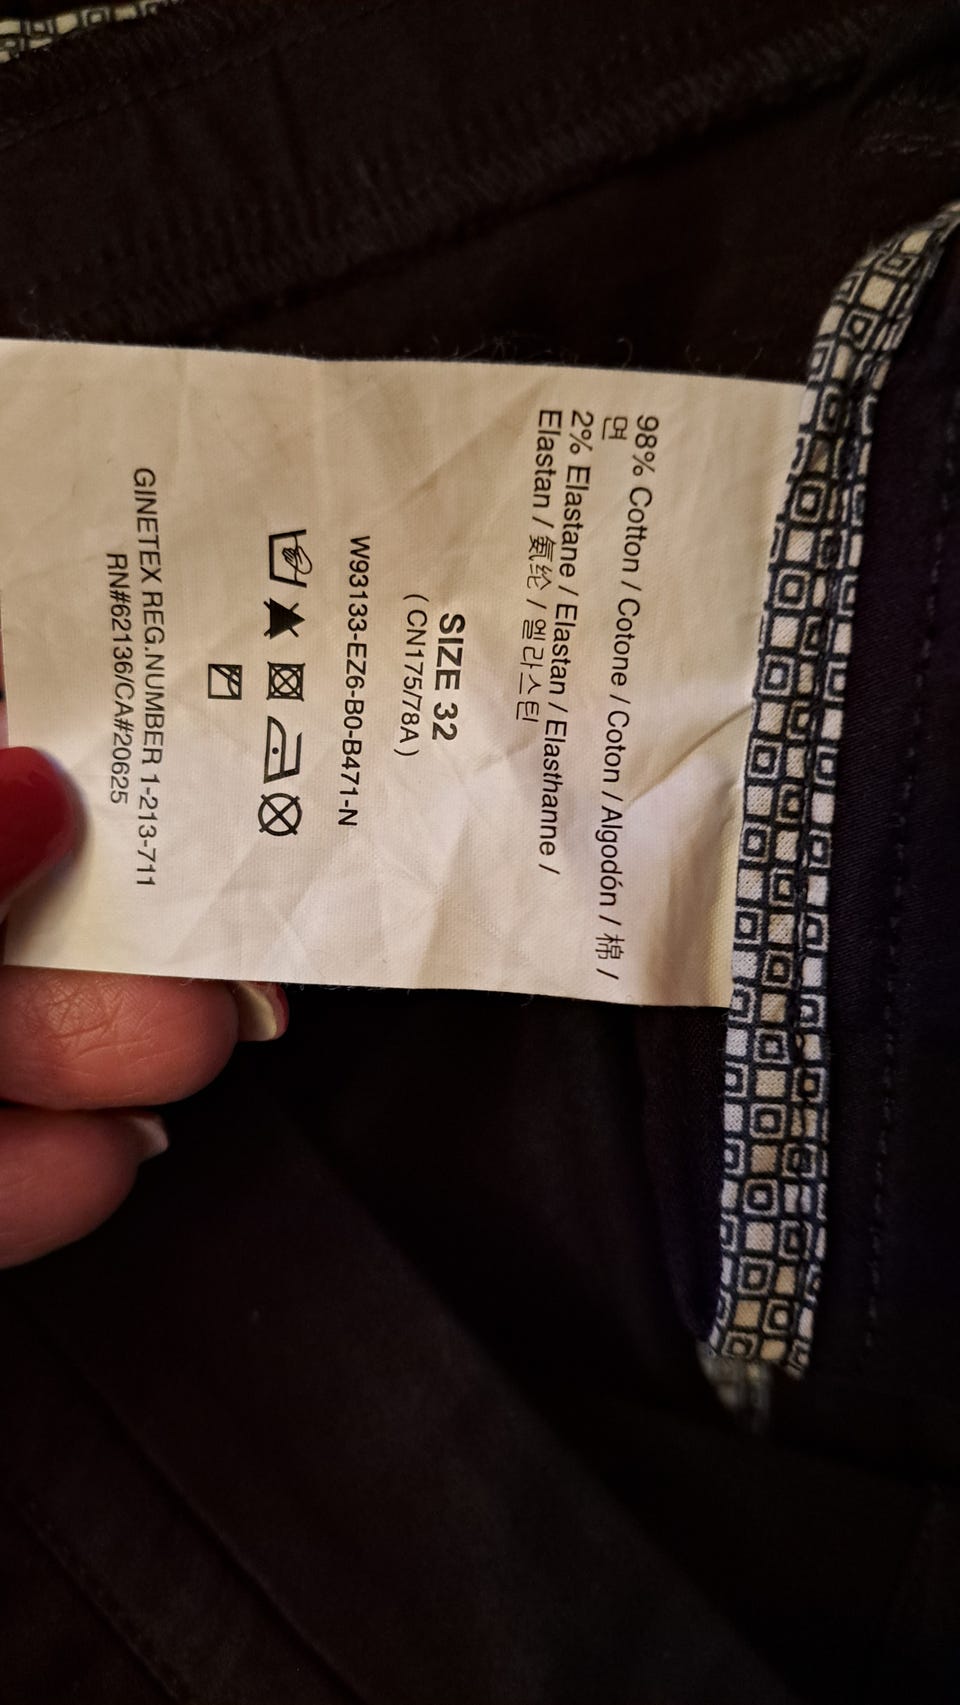 98% Cotton / Cotone / Coton / Algodón / 棉 /
면
2% Elastane / Elastan / Elasthanne /
Elastan / 氨纶 / 엘라스틴
SIZE 32
( CN175/78A )
W93133-EZ6-B0-B471-N
GINETEX REG.NUMBER 1-213-711
RN#62136/CA#20625